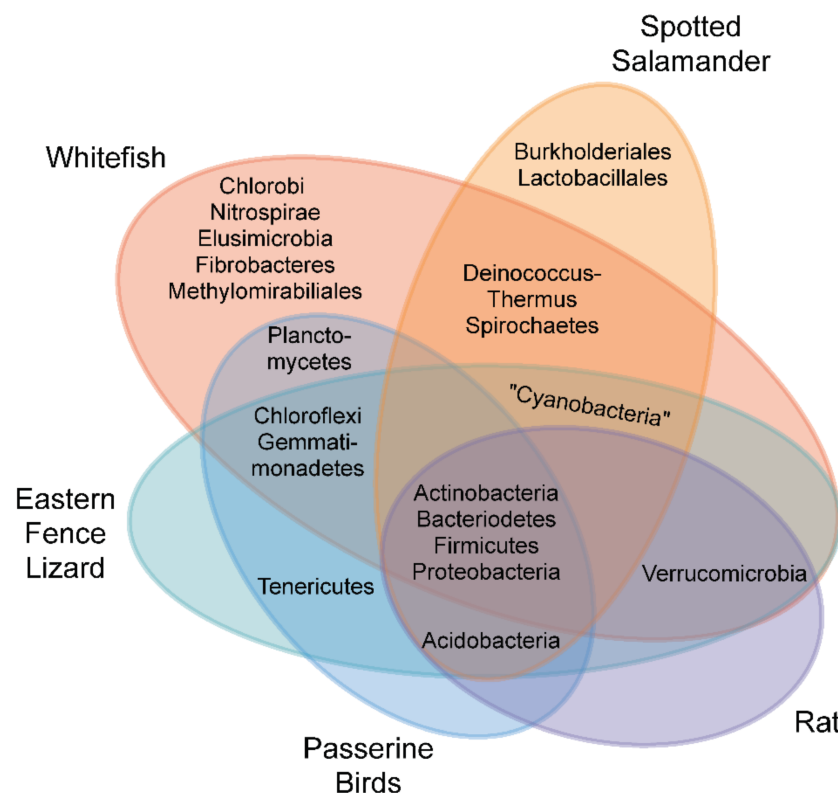 Spotted
Salamander
Whitefish
Burkholderiales
Lactobacillales
Chlorobi
Nitrospirae
Elusimicrobia
Fibrobacteres
Methylomirabiliales
Deinococcus-
Thermus
Spirochaetes
Plancto-
mycetes
"Cyanobacteria"
Chloroflexi
Gemmati-
monadetes
Eastern
Fence
Lizard
Actinobacteria
Bacteriodetes
Firmicutes
Proteobacteria
Verrucomicrobia
Tenericutes
Acidobacteria
Rat
Passerine
Birds